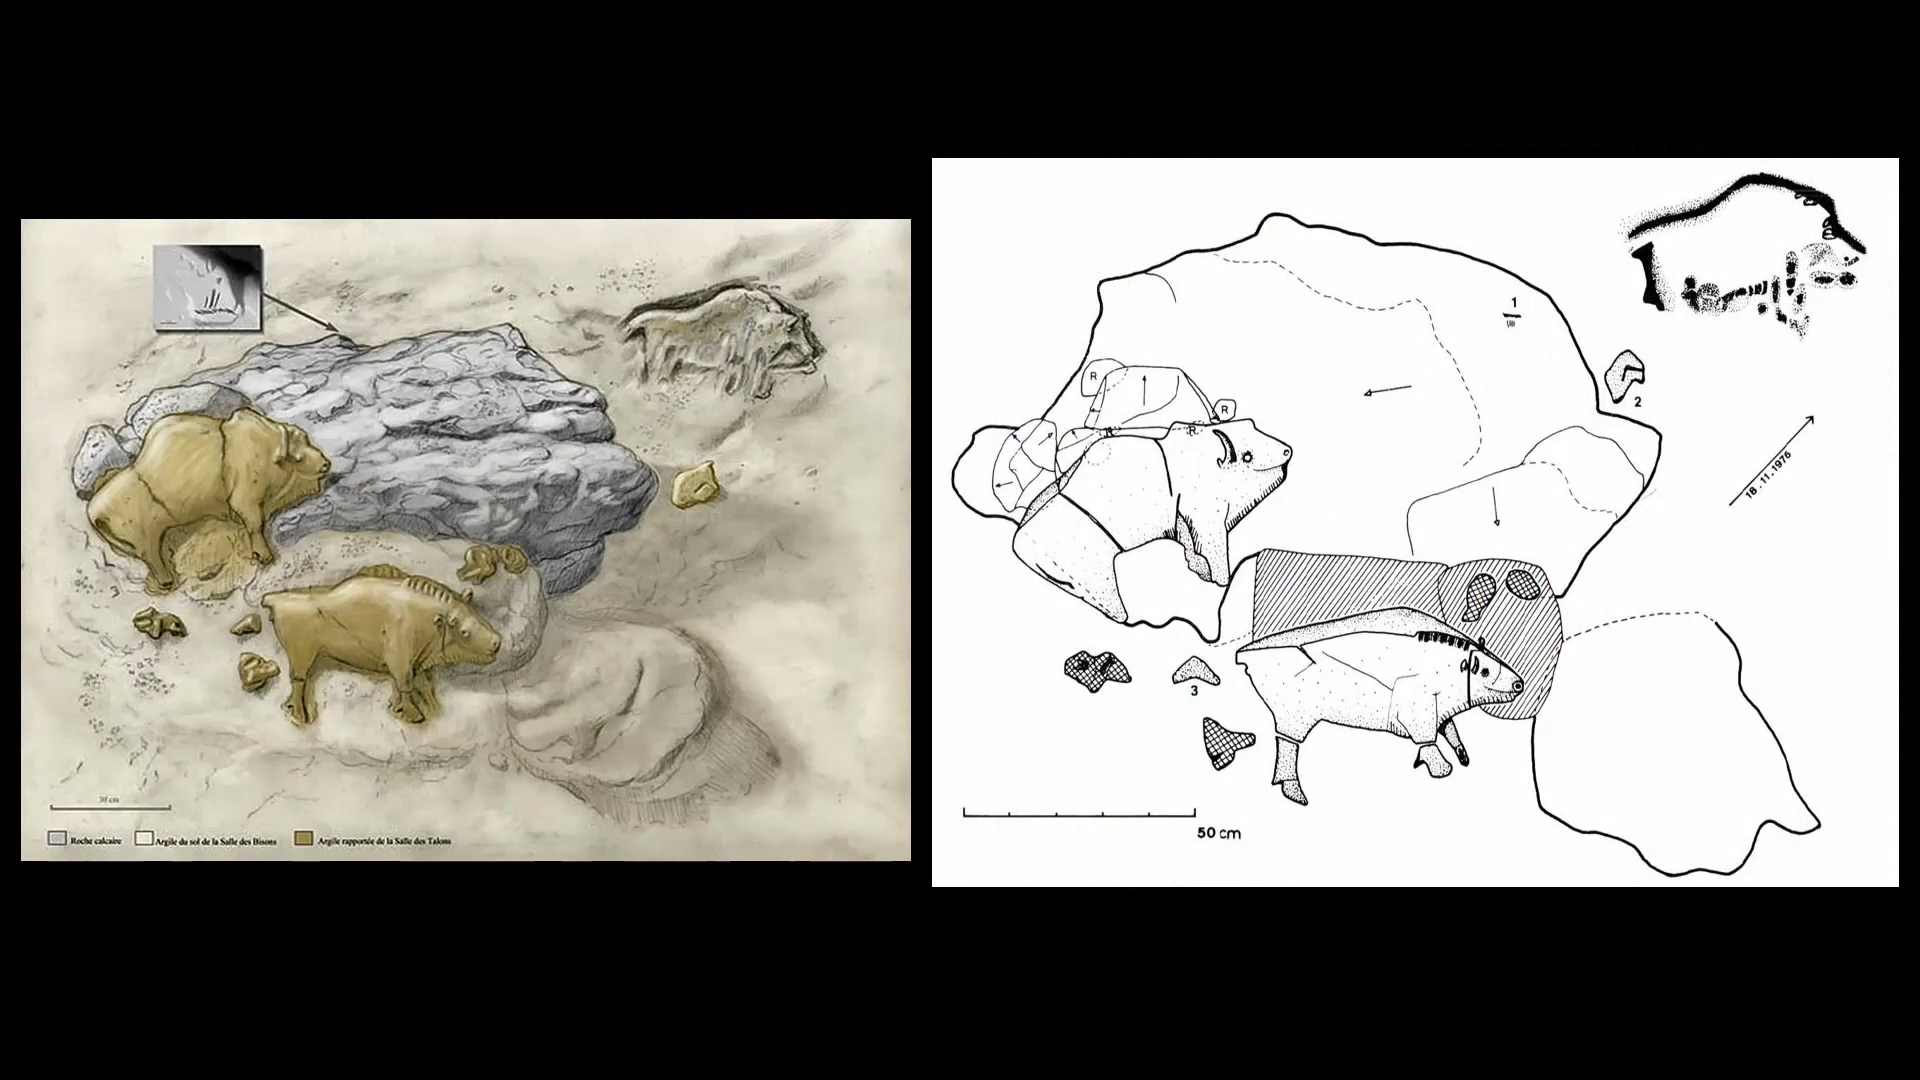 3
30 cm
Roche calcaire
Argile du sol de la Salle des Bisons
Argile rapportée de la Salle des Talons
1
R
2
R
R
R
18.11.1976
3
50 cm